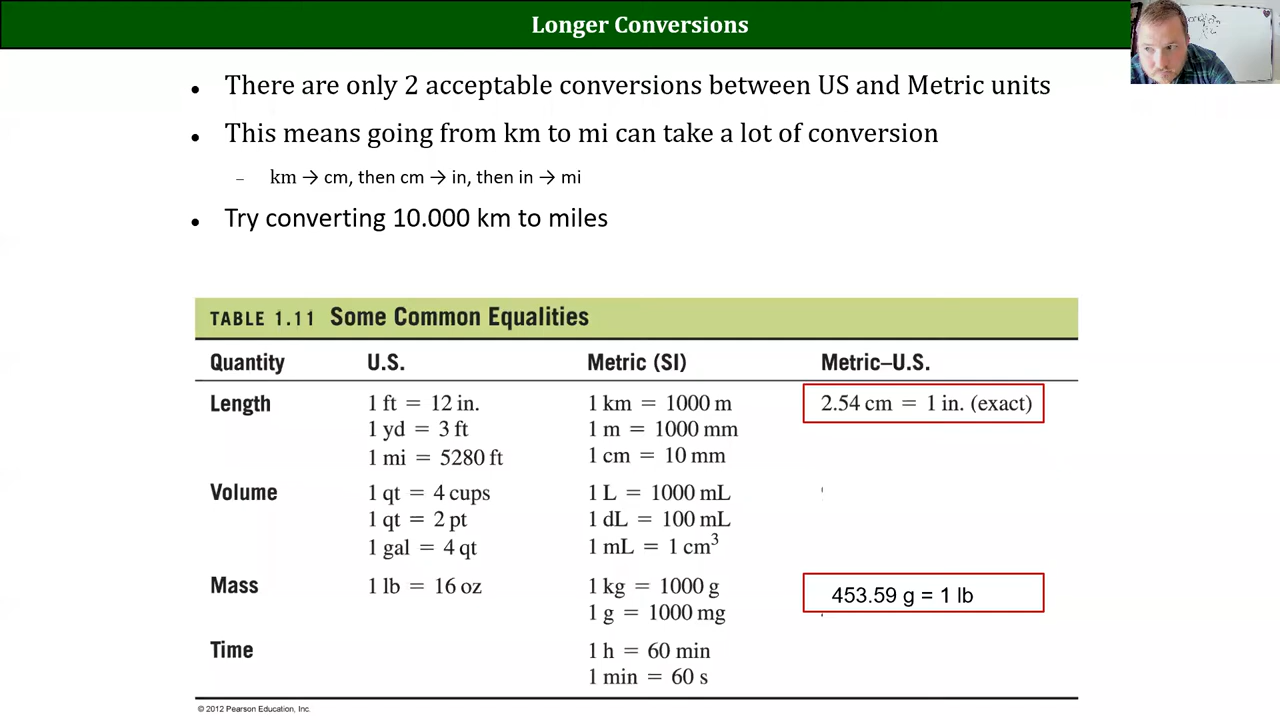 Longer Conversions
• There are only 2 acceptable conversions between US and Metric units
• This means going from km to mi can take a lot of conversion
– km → cm, then cm → in, then in → mi
• Try converting 10.000 km to miles
TABLE 1.11 Some Common Equalities
Quantity U.S. Metric (SI) Metric–U.S.
Length 1 ft = 12 in. 1 km = 1000 m 2.54 cm = 1 in. (exact)
1 yd = 3 ft 1 m = 1000 mm
1 mi = 5280 ft 1 cm = 10 mm
Volume 1 qt = 4 cups 1 L = 1000 mL
1 qt = 2 pt 1 dL = 100 mL
1 gal = 4 qt 1 mL = 1 cm³
Mass 1 lb = 16 oz 1 kg = 1000 g 453.59 g = 1 lb
1 g = 1000 mg
Time 1 h = 60 min
1 min = 60 s
© 2012 Pearson Education, Inc.